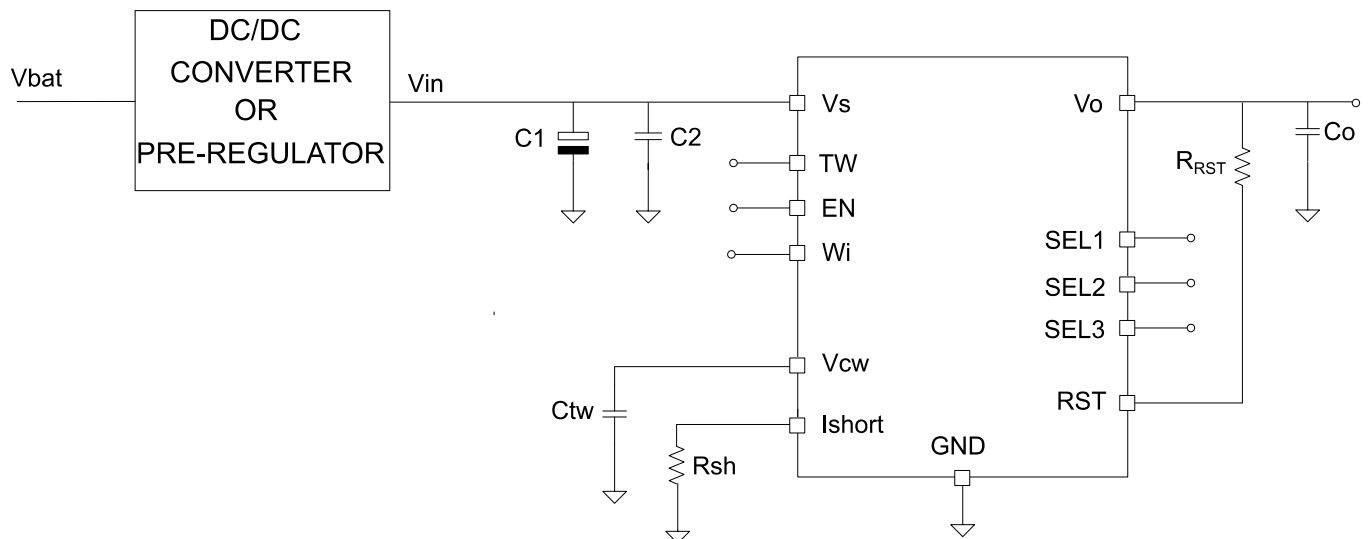 DC/DC
CONVERTER
OR
PRE-REGULATOR
Vbat
Vin
C1
C2
Vs
TW
EN
Wi
Vcw
Ishort
Ctw
Rsh
GND
Vo
SEL1
SEL2
SEL3
RST
RRST
Co